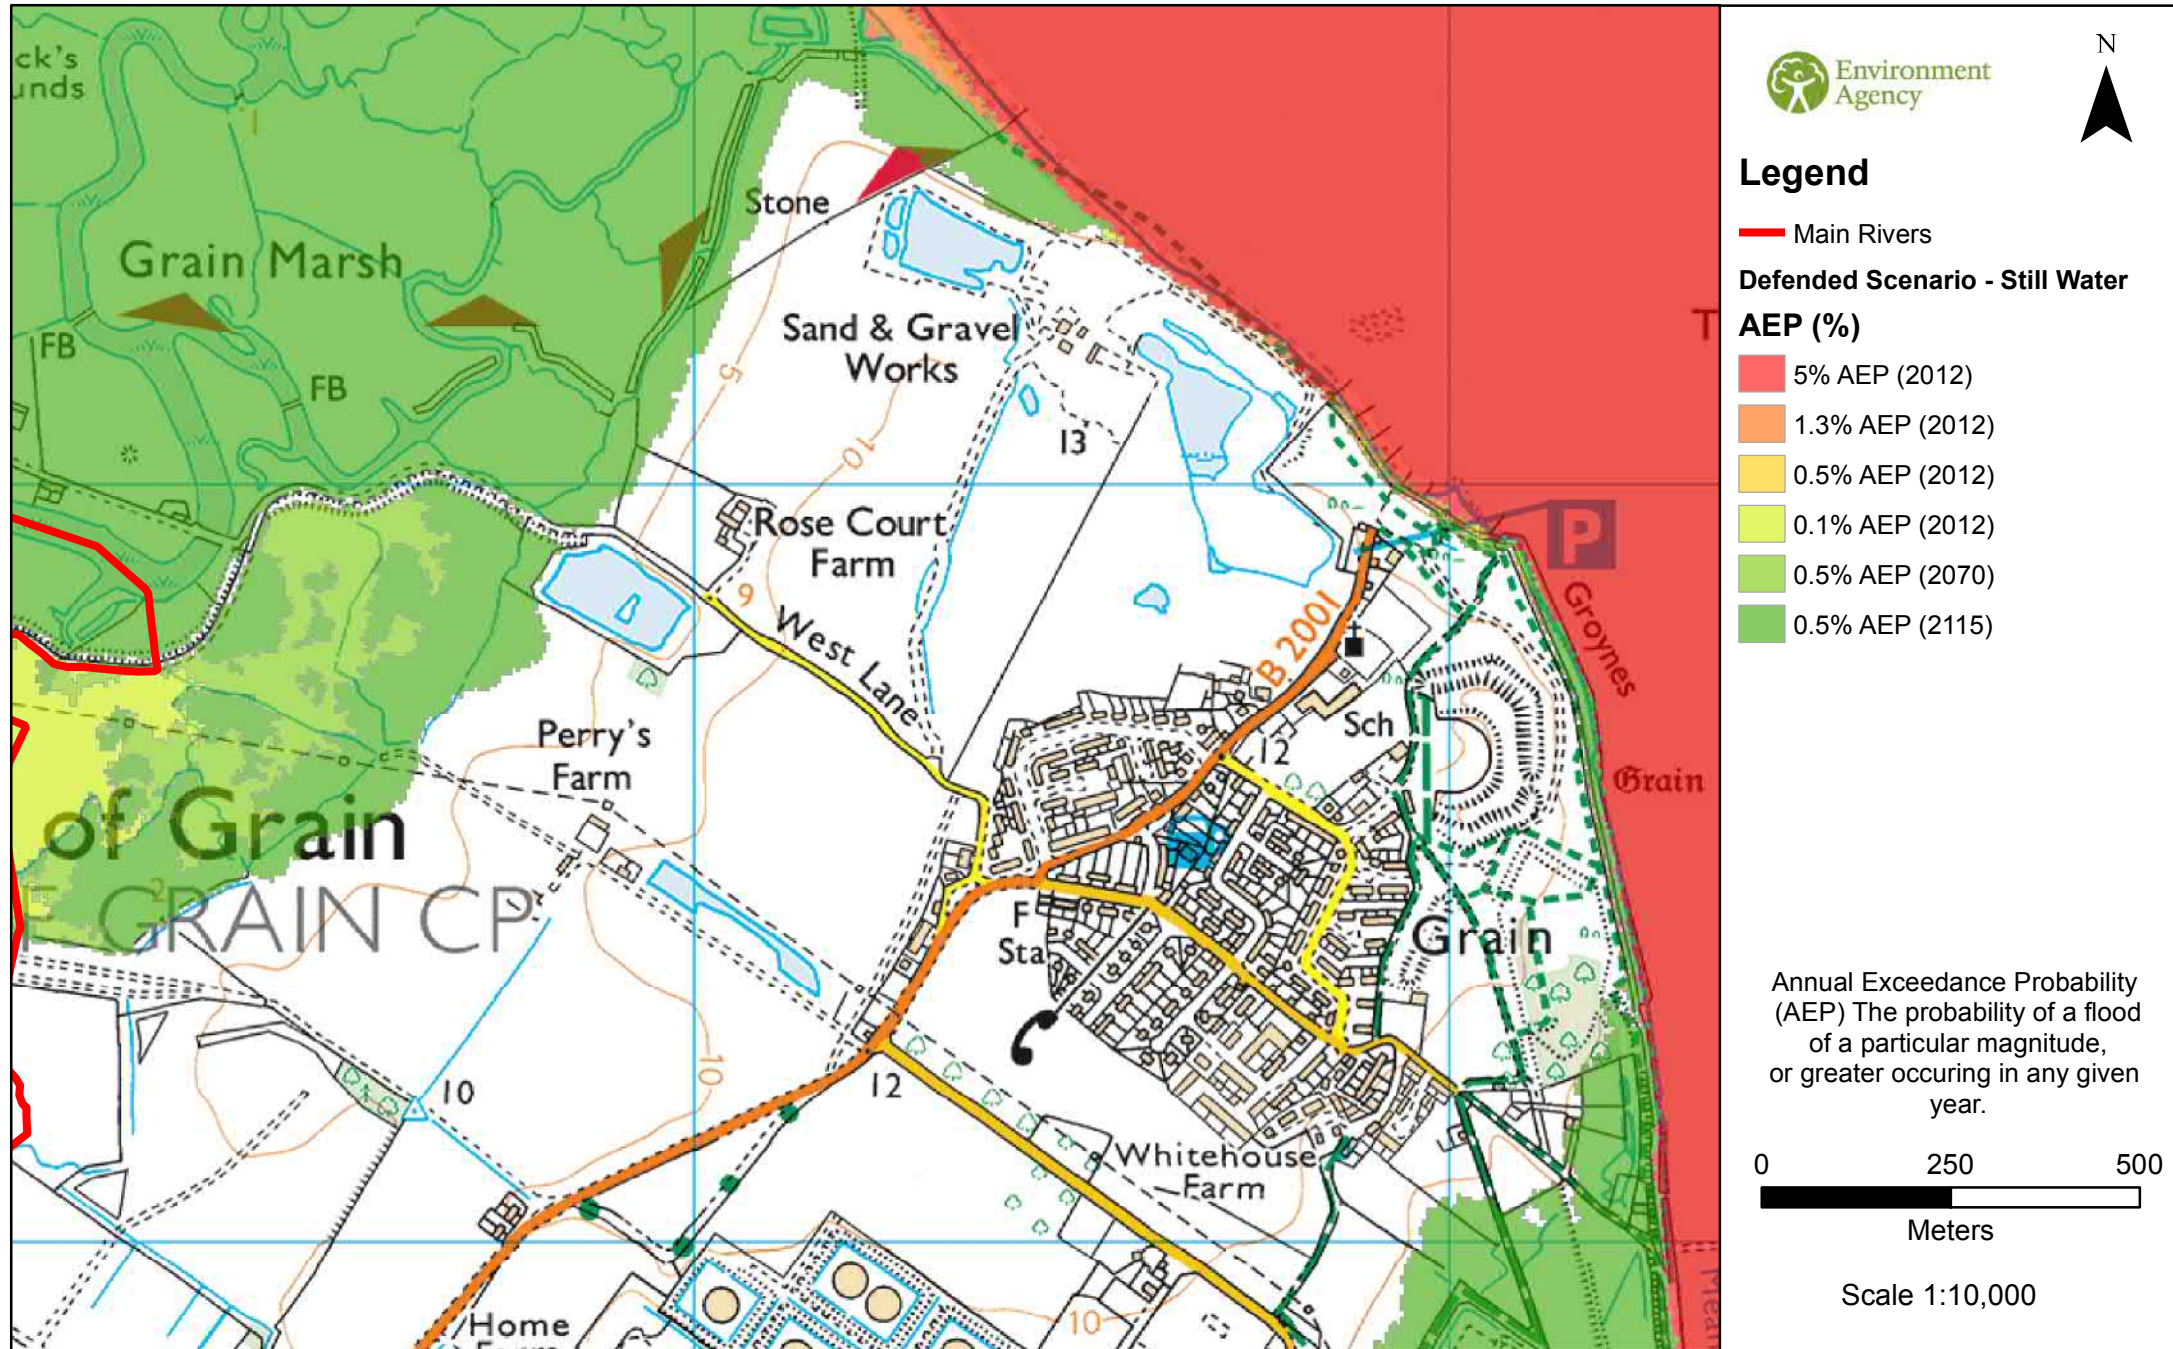 ck's
unds
1
Grain Marsh
FB
FB
Stone
Sand & Gravel
Works
5
10
13
T
Rose Court
Farm
9
West Lane
B 2001
P
Groynes
Perry's
Farm
Sch
12
Grain
of Grain
2
GRAIN CP
F
Sta
Grain
10
10
12
Whitehouse
Farm
Home
10
Environment
Agency
N
Legend
Main Rivers
Defended Scenario - Still Water
AEP (%)
5% AEP (2012)
1.3% AEP (2012)
0.5% AEP (2012)
0.1% AEP (2012)
0.5% AEP (2070)
0.5% AEP (2115)
Annual Exceedance Probability
(AEP) The probability of a flood
of a particular magnitude,
or greater occuring in any given
year.
0 250 500
Meters
Scale 1:10,000